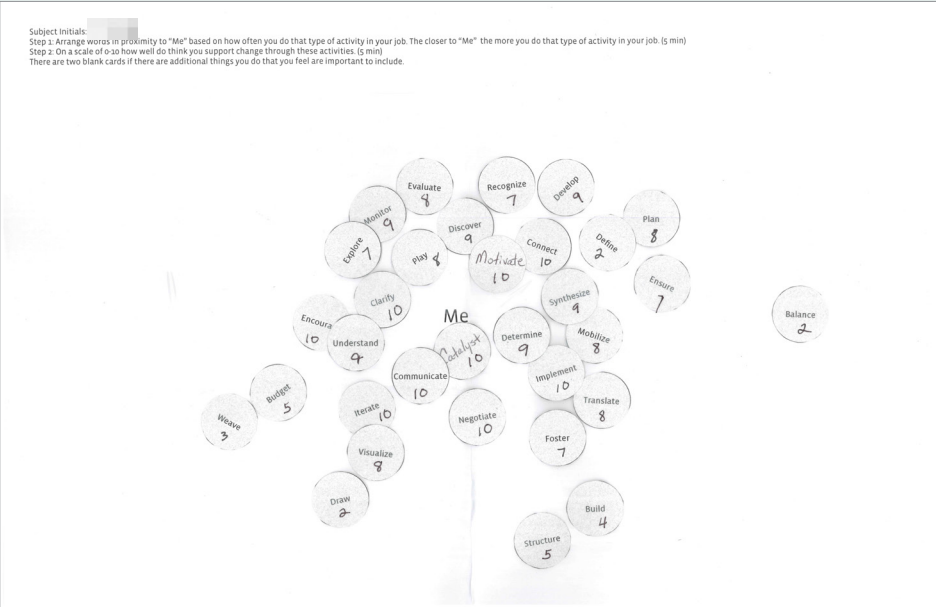 Subject Initials:
Step 1: Arrange words in proximity to "Me" based on how often you do that type of activity in your job. The closer to "Me" the more you do that type of activity in your job. (5 min)
Step 2: On a scale of 0-10 how well do think you support change through these activities. (5 min)
There are two blank cards if there are additional things you do that you feel are important to include.
Evaluate
8
Recognize
7
Develop
9
Monitor
9
Plan
8
Discover
9
Explore
7
Play 8
Motivate
10
Connect
10
Define
2
Ensure
7
Clarify
10
Synthesize
9
Balance
2
Encoura
10
Understand
9
Me
Catalyst
10
Determine
9
Mobilize
8
Communicate
10
Implement
10
Budget
5
Weave
3
Iterate
10
Negotiate
10
Translate
8
Visualize
8
Foster
7
Draw
2
Build
4
Structure
5